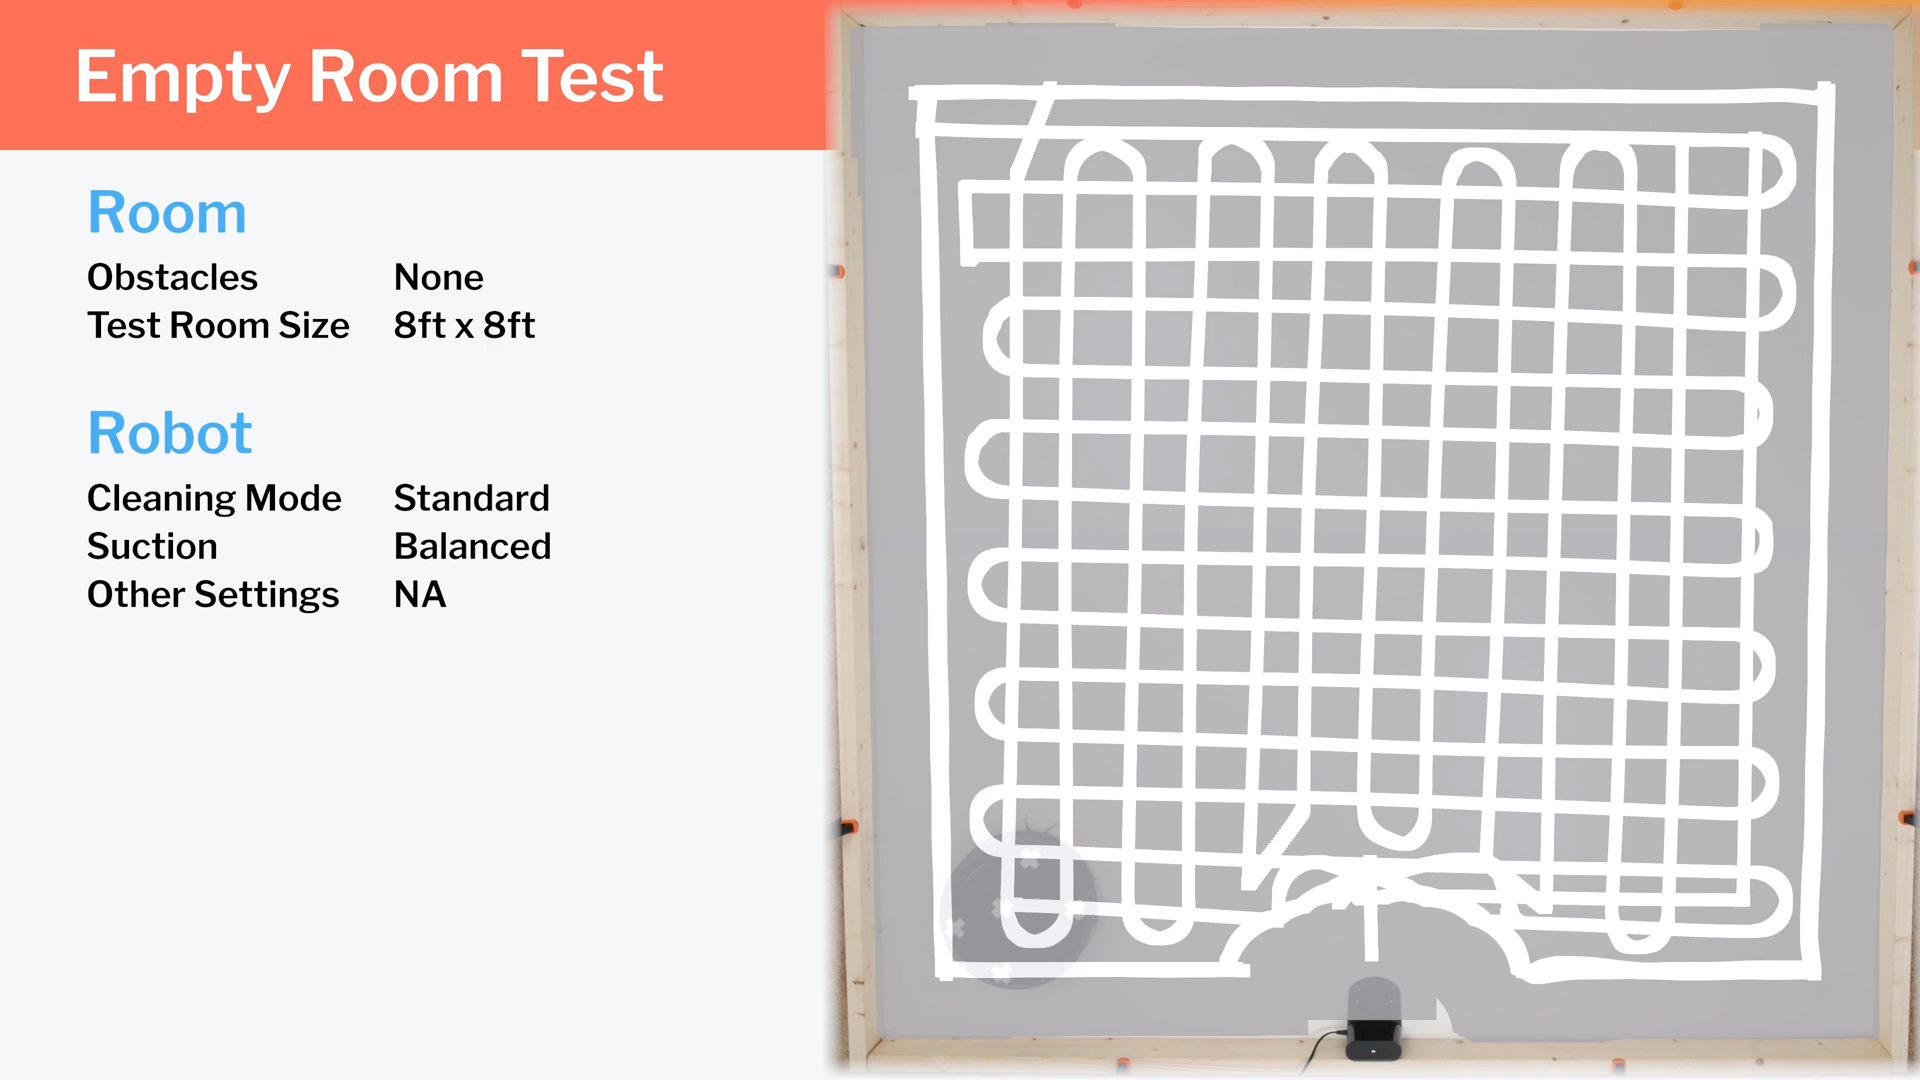 Empty Room Test
Room
Obstacles None
Test Room Size 8ft x 8ft
Robot
Cleaning Mode Standard
Suction Balanced
Other Settings NA